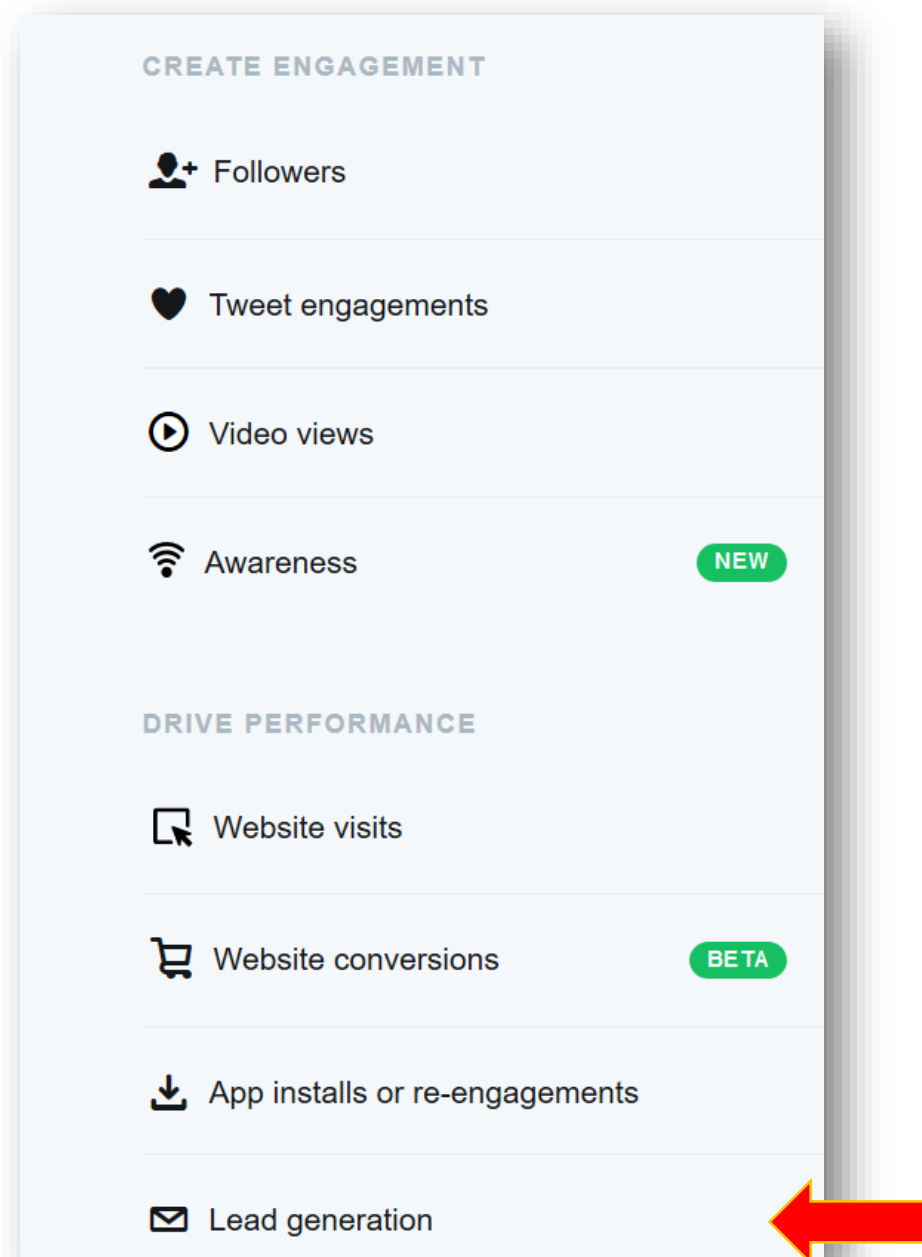 CREATE ENGAGEMENT
Followers
Tweet engagements
Video views
Awareness NEW
DRIVE PERFORMANCE
Website visits
Website conversions BETA
App installs or re-engagements
Lead generation